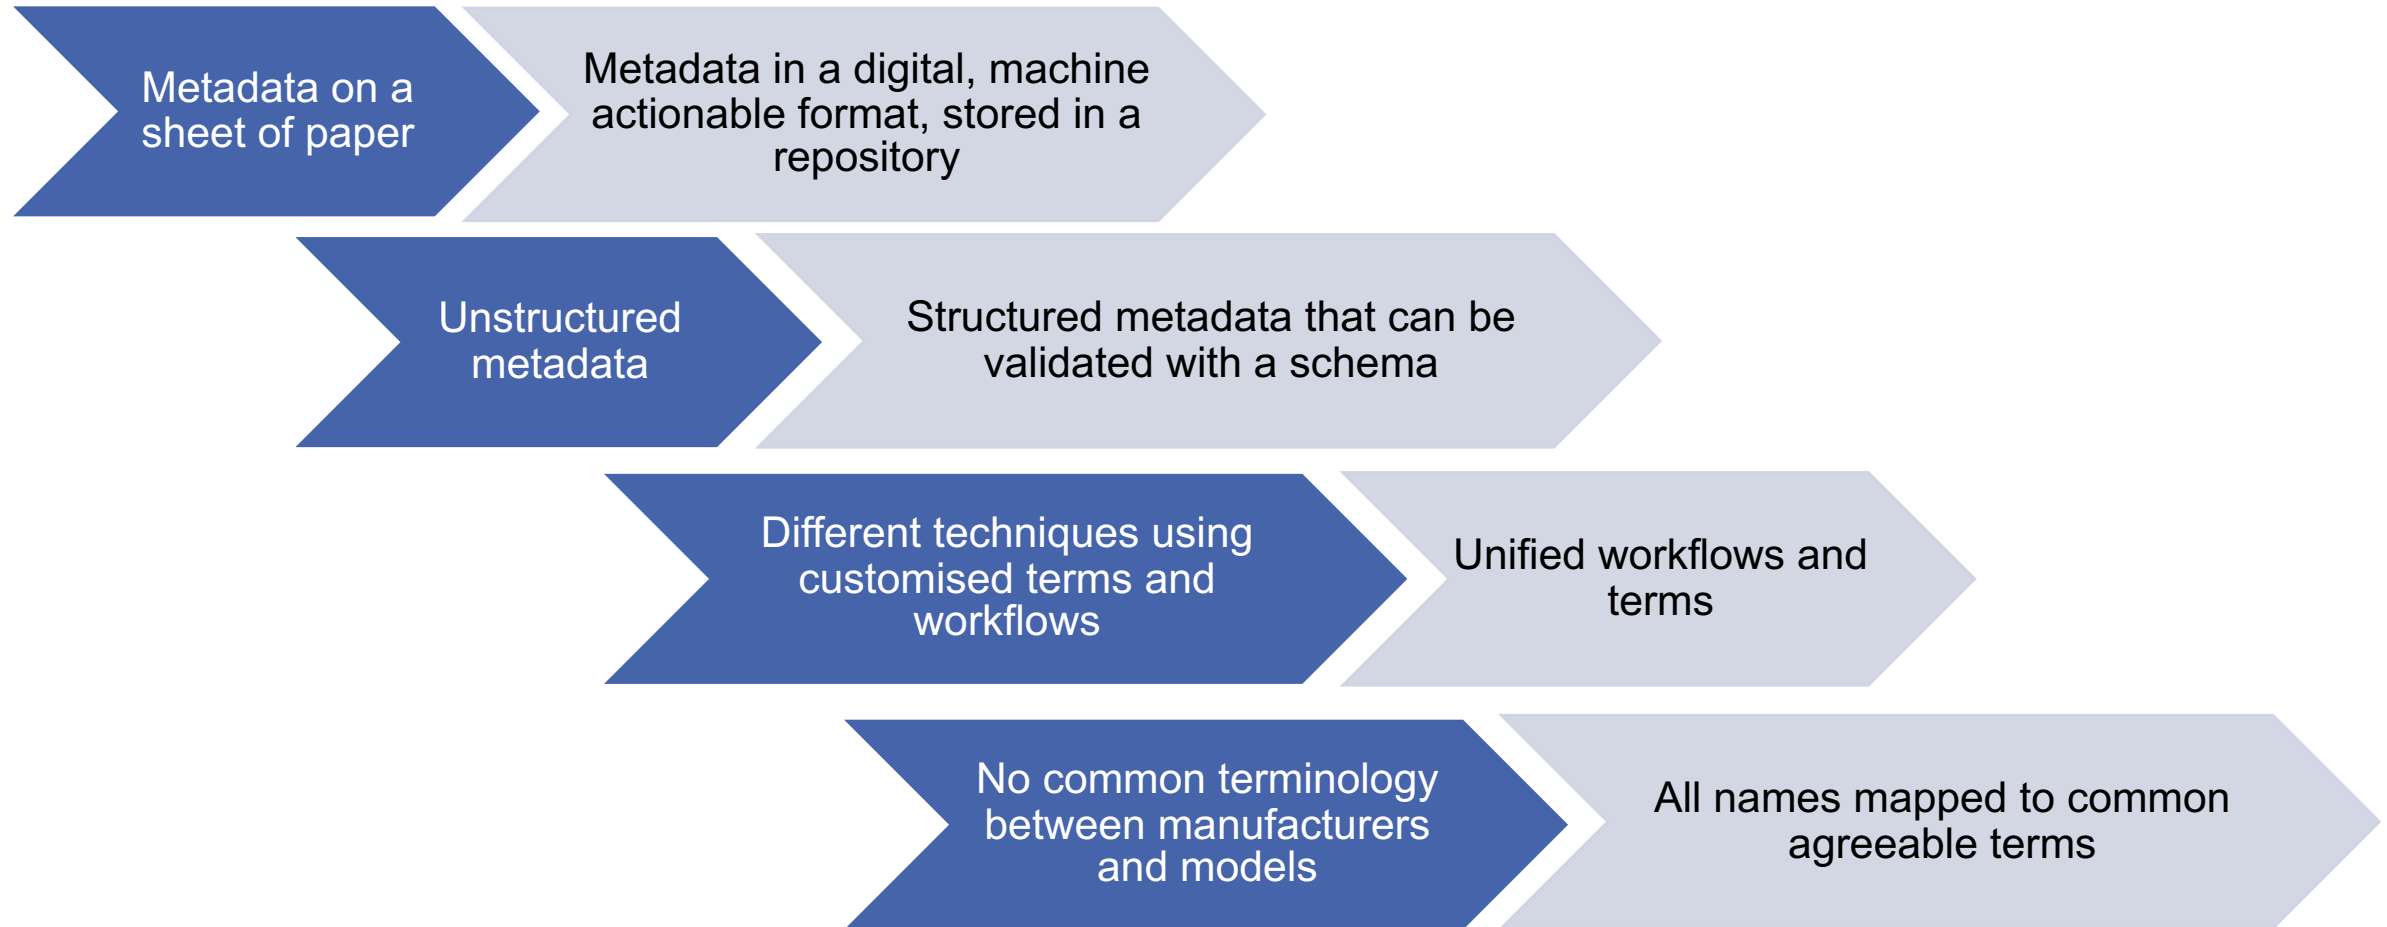 Metadata on a
sheet of paper
Metadata in a digital, machine
actionable format, stored in a
repository
Unstructured
metadata
Structured metadata that can be
validated with a schema
Different techniques using
customised terms and
workflows
Unified workflows and
terms
No common terminology
between manufacturers
and models
All names mapped to common
agreeable terms